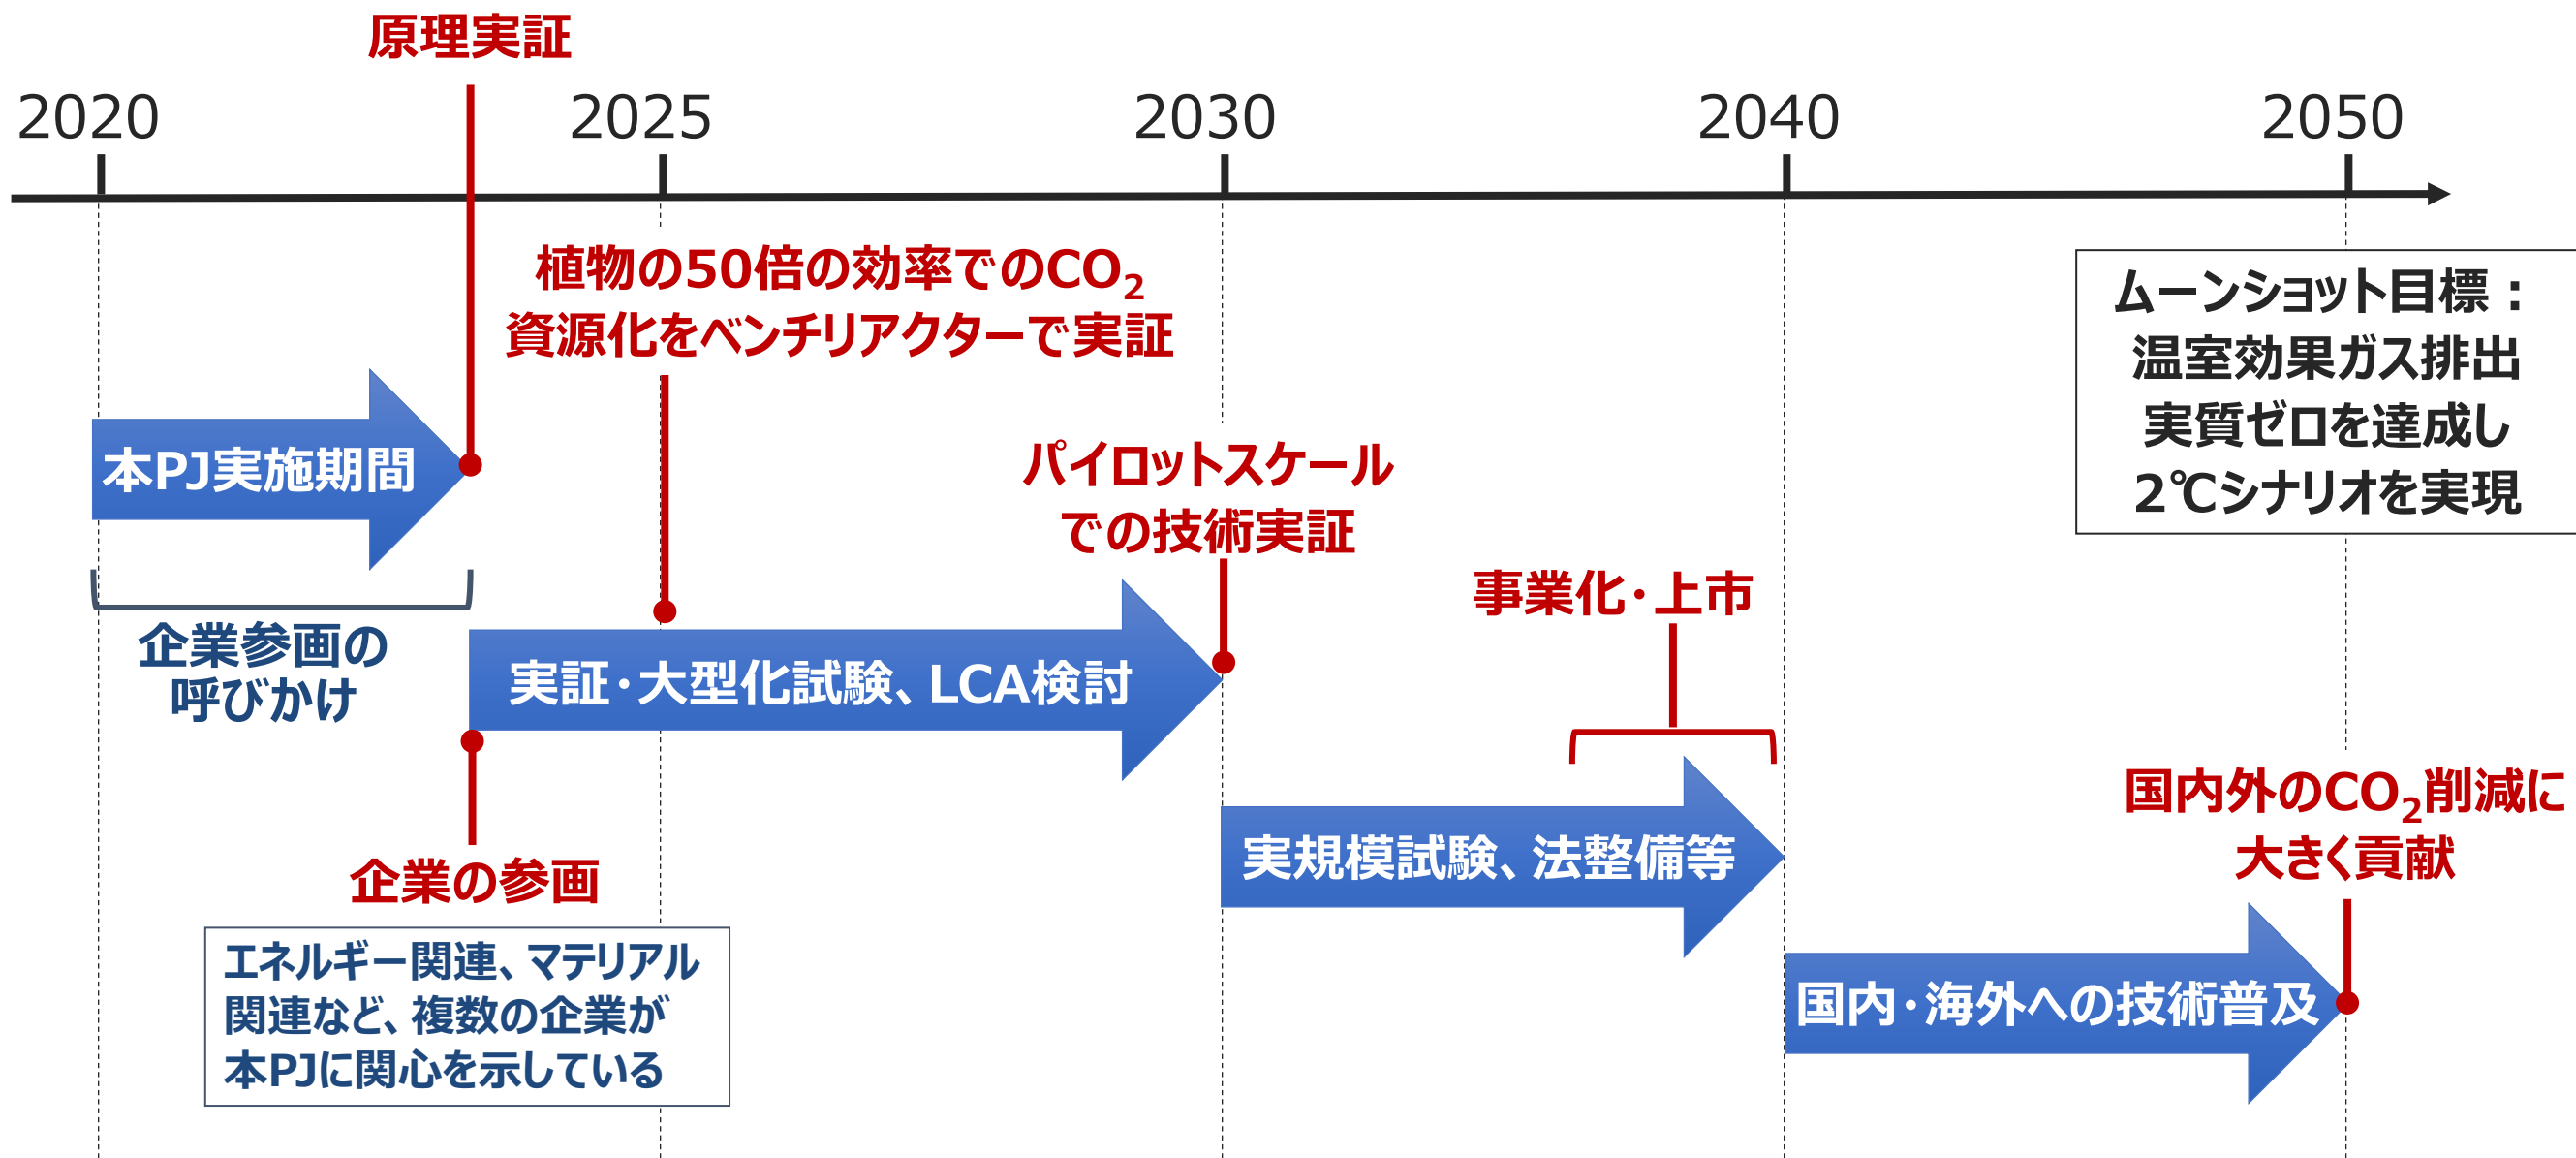 原理実証
2020
2025
2030
2040
2050
植物の50倍の効率でのCO₂
資源化をベンチリアクターで実証
ムーンショット目標：
温室効果ガス排出
実質ゼロを達成し
2℃シナリオを実現
本PJ実施期間
パイロットスケール
での技術実証
企業参画の
呼びかけ
事業化・上市
実証・大型化試験、LCA検討
企業の参画
実規模試験、法整備等
国内外のCO₂削減に
大きく貢献
エネルギー関連、マテリアル
関連など、複数の企業が
本PJに関心を示している
国内・海外への技術普及